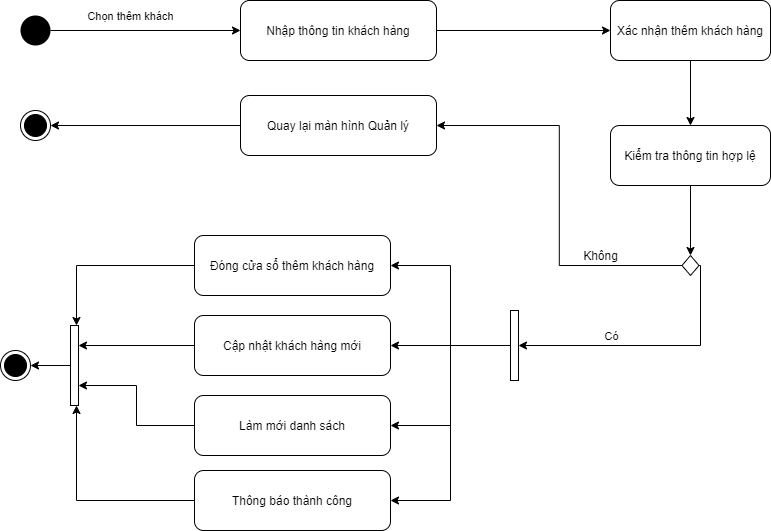 Chọn thêm khách
Nhập thông tin khách hàng
Xác nhận thêm khách hàng
Quay lại màn hình Quản lý
Kiểm tra thông tin hợp lệ
Không
Đóng cửa sổ thêm khách hàng
Có
Cập nhật khách hàng mới
Làm mới danh sách
Thông báo thành công